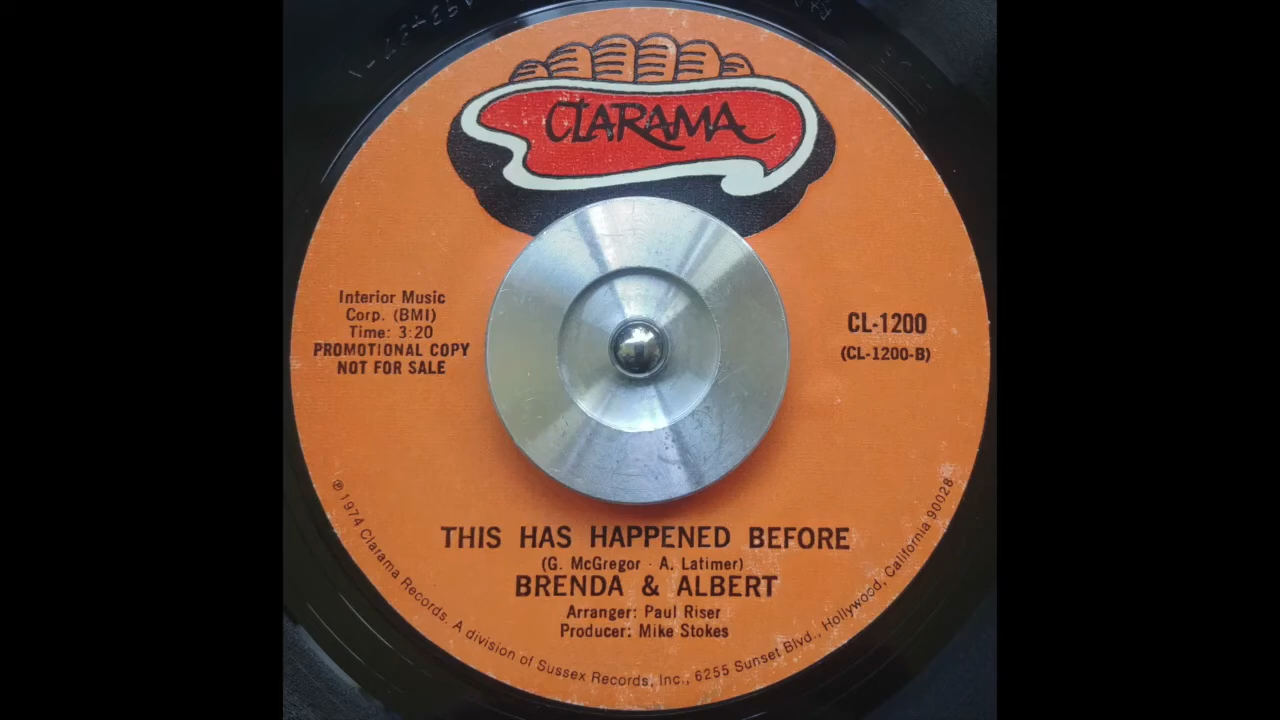 CLARAMA
Interior Music
Corp. (BMI)
Time: 3:20
PROMOTIONAL COPY
NOT FOR SALE
CL-1200
(CL-1200-B)
THIS HAS HAPPENED BEFORE
(G. McGregor - A. Latimer)
BRENDA & ALBERT
Arranger: Paul Riser
Producer: Mike Stokes
℗ 1974 Clarama Records. A division of Sussex Records, Inc., 6255 Sunset Blvd., Hollywood, California 90028